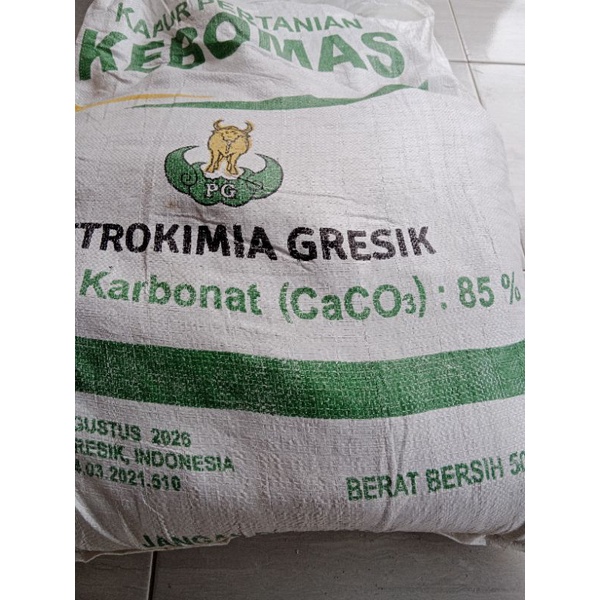 KAPUR PERTANIAN
KEBOMAS
PG
TROKIMIA GRESIK
Karbonat (CaCO₃) : 85 %
GUSTUS 2026
RESIK, INDONESIA
.03.2021.510
BERAT BERSIH 50
JANGA